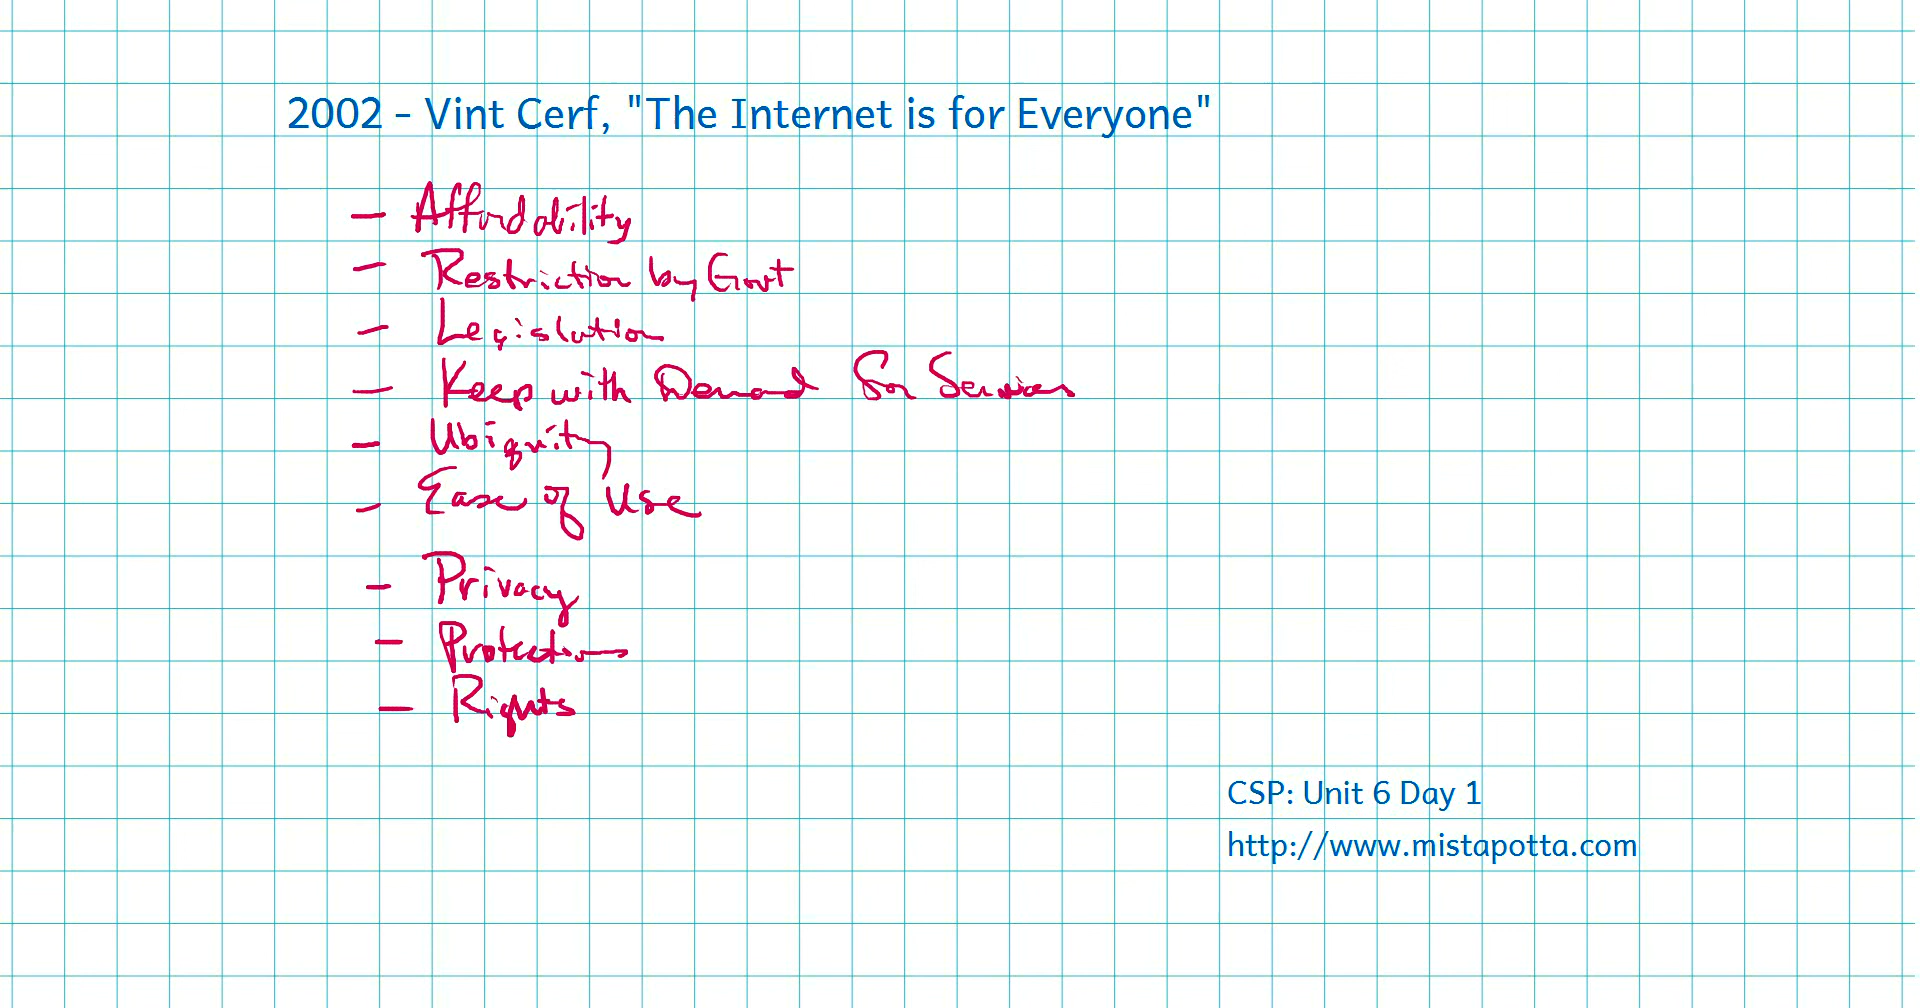 2002 - Vint Cerf, "The Internet is for Everyone"
- Affordability
- Restriction by Govt
- Legislation
- Keep with Demand for Services
- Ubiquity
- Ease of Use
- Privacy
- Protection
- Rights
CSP: Unit 6 Day 1
http://www.mistapotta.com